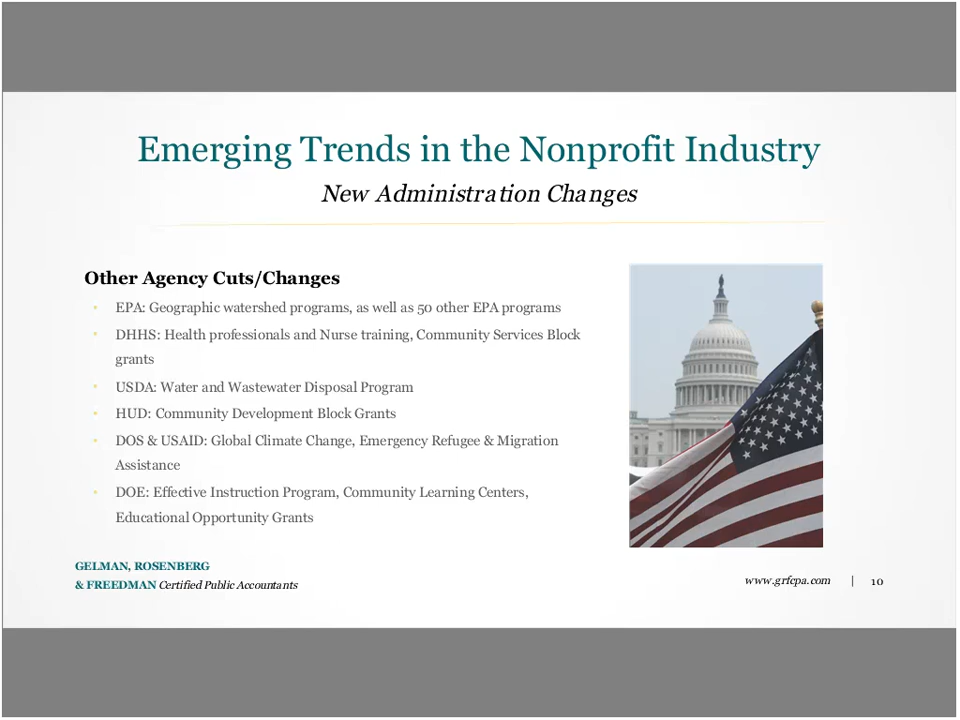 Emerging Trends in the Nonprofit Industry
New Administration Changes
Other Agency Cuts/Changes
• EPA: Geographic watershed programs, as well as 50 other EPA programs
• DHHS: Health professionals and Nurse training, Community Services Block
grants
• USDA: Water and Wastewater Disposal Program
• HUD: Community Development Block Grants
• DOS & USAID: Global Climate Change, Emergency Refugee & Migration
Assistance
• DOE: Effective Instruction Program, Community Learning Centers,
Educational Opportunity Grants
GELMAN, ROSENBERG
& FREEDMAN Certified Public Accountants
www.grfcpa.com | 10